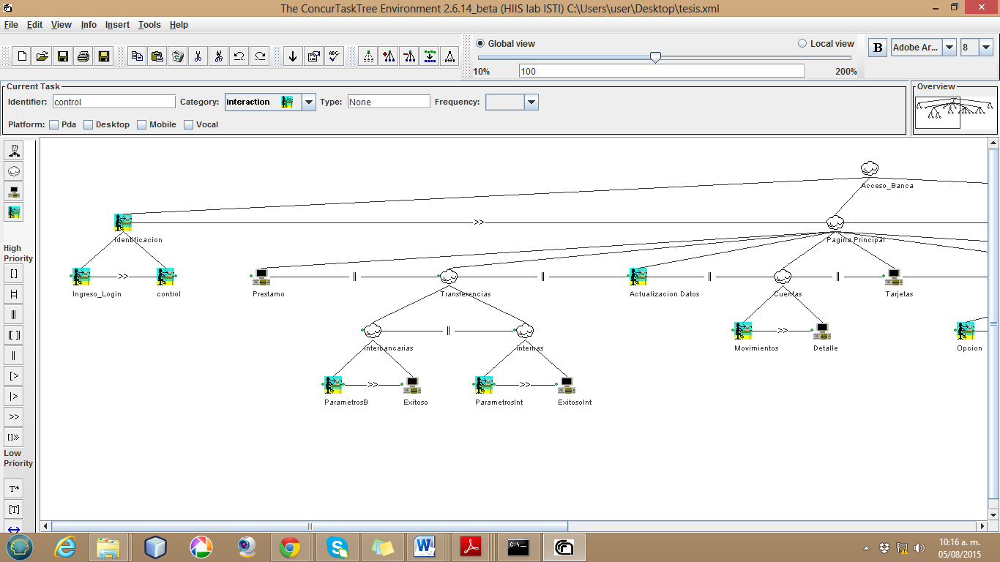 The ConcurTaskTree Environment 2.6.14_beta (HIIS lab ISTI) C:\Users\user\Desktop\tesis.xml
File Edit View Info Insert Tools Help
Global view
Local view
B
Adobe Ar...
8
10%
100
200%
Current Task
Identifier: control Category: interaction Type: None Frequency:
Platform: Pda Desktop Mobile Vocal
Overview
High
Priority
[]
|=|
|||
|[]|
||
[>
|>
>>
[]>>
Low
Priority
T*
[T]
Acceso_Banca
>>
Identificacion
Pagina Principal
>> || || || ||
Ingreso_Login control Prestamo Transferencias Actualizacion Datos Cuentas Tarjetas
|| >>
Interbancarias Internas Movimientos Detalle Opcion
>> >>
ParametrosB Exitoso ParametrosInt ExitosoInt
C:\_
10:16 a. m.
05/08/2015